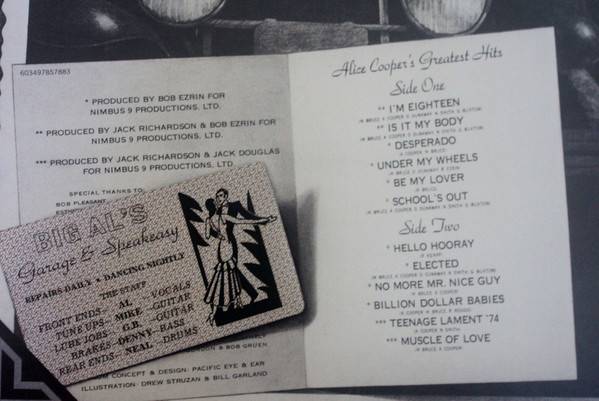 603497857883
* PRODUCED BY BOB EZRIN FOR
NIMBUS 9 PRODUCTIONS, LTD.
** PRODUCED BY JACK RICHARDSON & BOB EZRIN FOR
NIMBUS 9 PRODUCTIONS, LTD.
*** PRODUCED BY JACK RICHARDSON & JACK DOUGLAS
FOR NIMBUS 9 PRODUCTIONS, LTD.
SPECIAL THANKS TO:
BOB PLEASANT
BIG AL'S
Garage & Speakeasy
REPAIRS DAILY * DANCING NIGHTLY
THE STAFF
FRONT ENDS- AL -VOCALS
TUNE UPS- MIKE -GUITAR
LUBE JOBS- G.B. -GUITAR
BRAKES- DENNY -BASS
REAR ENDS- NEAL -DRUMS
& BOB GRUEN
CONCEPT & DESIGN: PACIFIC EYE & EAR
ILLUSTRATION: DREW STRUZAN & BILL GARLAND
Alice Cooper's Greatest Hits
Side One
** I'M EIGHTEEN
** IS IT MY BODY
* DESPERADO
* UNDER MY WHEELS
* BE MY LOVER
* SCHOOL'S OUT
Side Two
* HELLO HOORAY
* ELECTED
* NO MORE MR. NICE GUY
* BILLION DOLLAR BABIES
*** TEENAGE LAMENT '74
*** MUSCLE OF LOVE